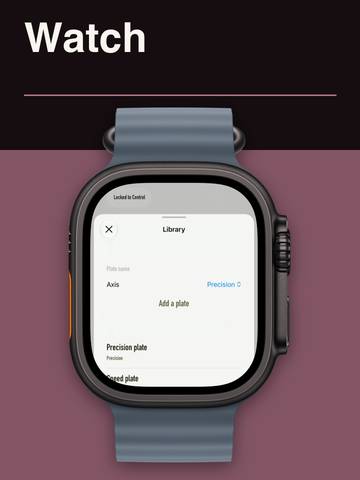 Watch
Locked to Control
Library
Plate name
Axis Precision
Add a plate
Precision plate
Precision
Speed plate